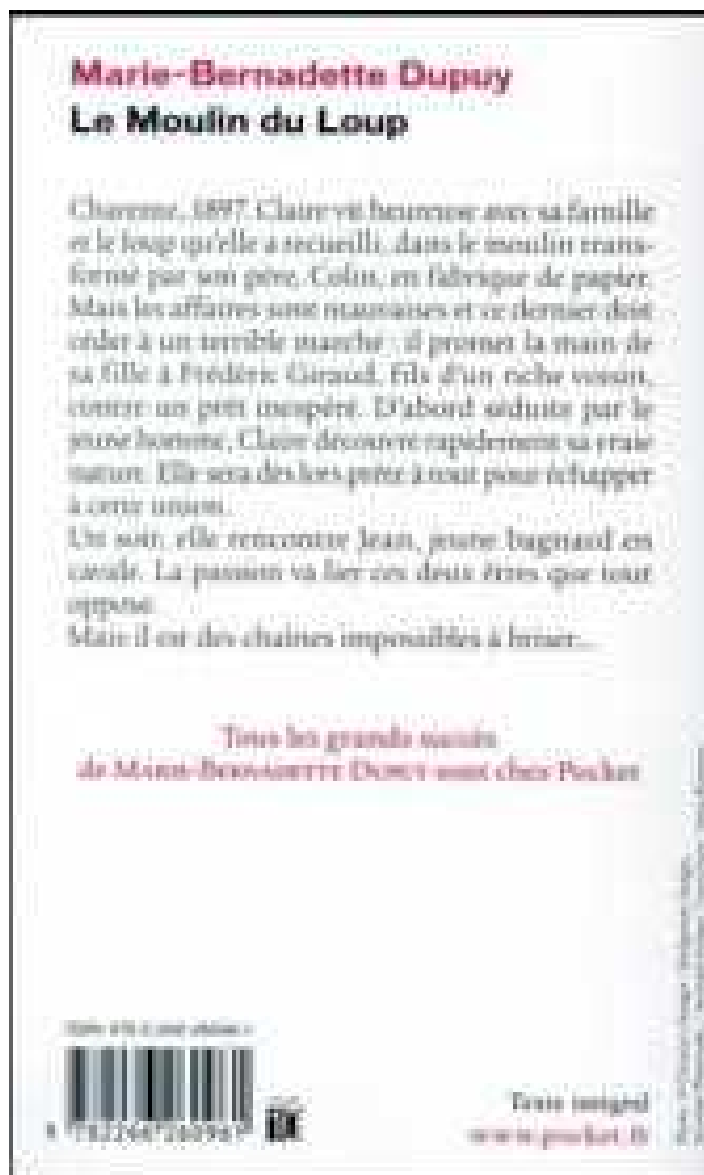 Marie-Bernadette Dupuy
Le Moulin du Loup
1897. Claire vit heureuse avec sa famille
et le loup qu'elle a recueilli, dans le moulin trans-
formé par son père, Colin, en fabrique de papier.
Mais les affaires sont mauvaises et ce dernier doit
céder à un terrible marché : il promet la main de
sa fille à Frédéric Giraud, fils d'un riche voisin,
contre un prêt inespéré. D'abord séduite par le
jeune homme, Claire découvre rapidement sa vraie
nature. Elle sera dès lors prête à tout pour échapper
à cette union.
Un soir, elle rencontre Jean, jeune bagnard en
cavale. La passion va lier ces deux êtres que tout
oppose.
Mais il est des chaînes impossibles à briser...
Tous les grands succès
de MARIE-BERNADETTE DUPUY sont chez Pocket
9 782266 260967
Texte intégral
www.pocket.fr